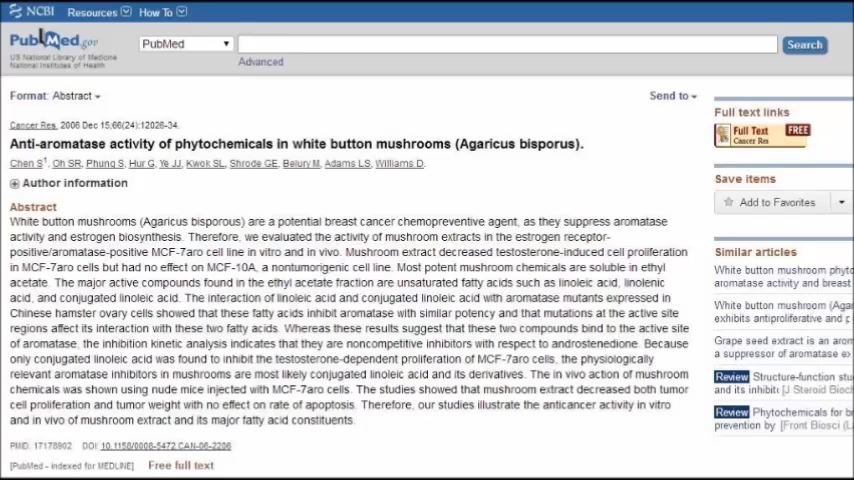 NCBI Resources How To
PubMed.gov
US National Library of Medicine
National Institutes of Health
PubMed
Search
Advanced
Format: Abstract
Send to
Cancer Res. 2006 Dec 15;66(24):12026-34.
Anti-aromatase activity of phytochemicals in white button mushrooms (Agaricus bisporus).
Chen S1, Oh SR, Phung S, Hur G, Ye JJ, Kwok SL, Shrode GE, Belury M, Adams LS, Williams D.
Author information
Abstract
White button mushrooms (Agaricus bisporous) are a potential breast cancer chemopreventive agent, as they suppress aromatase
activity and estrogen biosynthesis. Therefore, we evaluated the activity of mushroom extracts in the estrogen receptor-
positive/aromatase-positive MCF-7aro cell line in vitro and in vivo. Mushroom extract decreased testosterone-induced cell proliferation
in MCF-7aro cells but had no effect on MCF-10A, a nontumorigenic cell line. Most potent mushroom chemicals are soluble in ethyl
acetate. The major active compounds found in the ethyl acetate fraction are unsaturated fatty acids such as linoleic acid, linolenic
acid, and conjugated linoleic acid. The interaction of linoleic acid and conjugated linoleic acid with aromatase mutants expressed in
Chinese hamster ovary cells showed that these fatty acids inhibit aromatase with similar potency and that mutations at the active site
regions affect its interaction with these two fatty acids. Whereas these results suggest that these two compounds bind to the active site
of aromatase, the inhibition kinetic analysis indicates that they are noncompetitive inhibitors with respect to androstenedione. Because
only conjugated linoleic acid was found to inhibit the testosterone-dependent proliferation of MCF-7aro cells, the physiologically
relevant aromatase inhibitors in mushrooms are most likely conjugated linoleic acid and its derivatives. The in vivo action of mushroom
chemicals was shown using nude mice injected with MCF-7aro cells. The studies showed that mushroom extract decreased both tumor
cell proliferation and tumor weight with no effect on rate of apoptosis. Therefore, our studies illustrate the anticancer activity in vitro
and in vivo of mushroom extract and its major fatty acid constituents.
PMID: 17178902 DOI: 10.1158/0008-5472.CAN-06-2206
[PubMed - indexed for MEDLINE] Free full text
Full text links
Full Text FREE
Cancer Res
Save items
Add to Favorites
Similar articles
White button mushroom phyto
aromatase activity and breast
White button mushroom (Aga
exhibits antiproliferative and
Grape seed extract is an arom
a suppressor of aromatase ex
Review Structure-function stu
and its inhibit [J Steroid Bioch
Review Phytochemicals for br
prevention by [Front Biosci (L